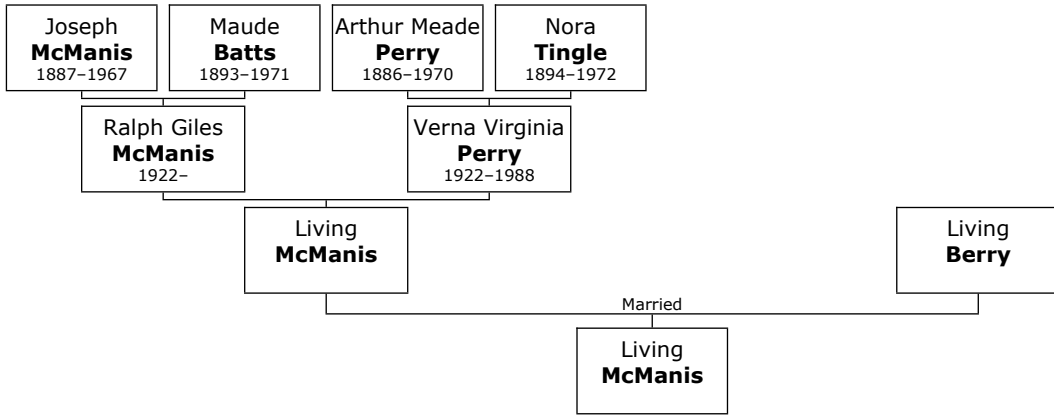 Joseph
McManis
1887–1967
Maude
Batts
1893–1971
Arthur Meade
Perry
1886–1970
Nora
Tingle
1894–1972
Ralph Giles
McManis
1922–
Verna Virginia
Perry
1922–1988
Living
McManis
Living
Berry
Married
Living
McManis